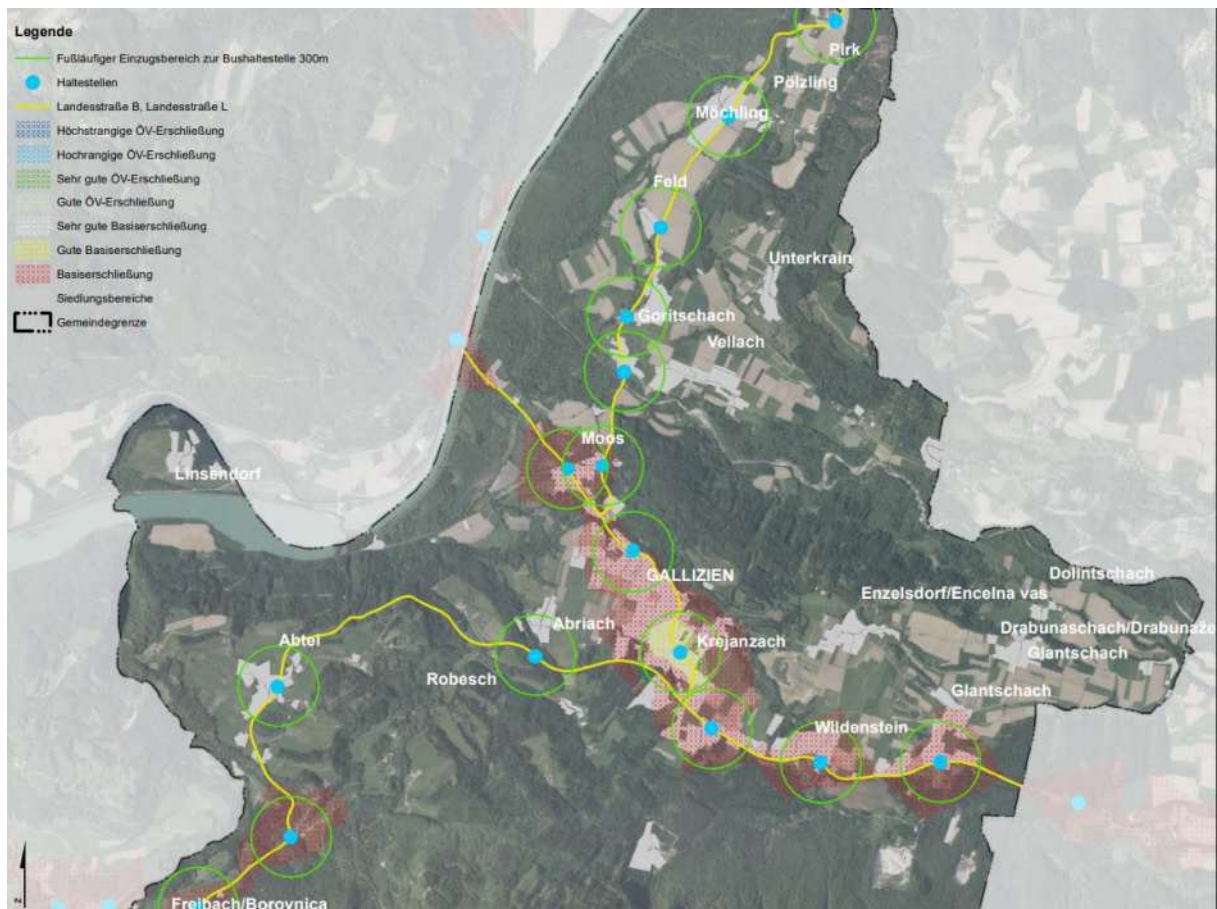 Legende
Fußläufiger Einzugsbereich zur Bushaltestelle 300m
Haltestellen
Landesstraße B, Landesstraße L
Höchstrangige ÖV-Erschließung
Hochrangige ÖV-Erschließung
Sehr gute ÖV-Erschließung
Gute ÖV-Erschließung
Sehr gute Basiserschließung
Gute Basiserschließung
Basiserschließung
Siedlungsbereiche
Gemeindegrenze
Pirk
Pölzling
Möchling
Feld
Unterkrain
Goritschach
Vellach
Moos
Linsendorf
GALLIZIEN
Dolintschach
Enzelsdorf/Encelna vas
Abriach
Drabunaschach/Drabunažo
Abtei
Krejanzach
Glantschach
Robesch
Glantschach
Wildenstein
Freibach/Borovnica
N